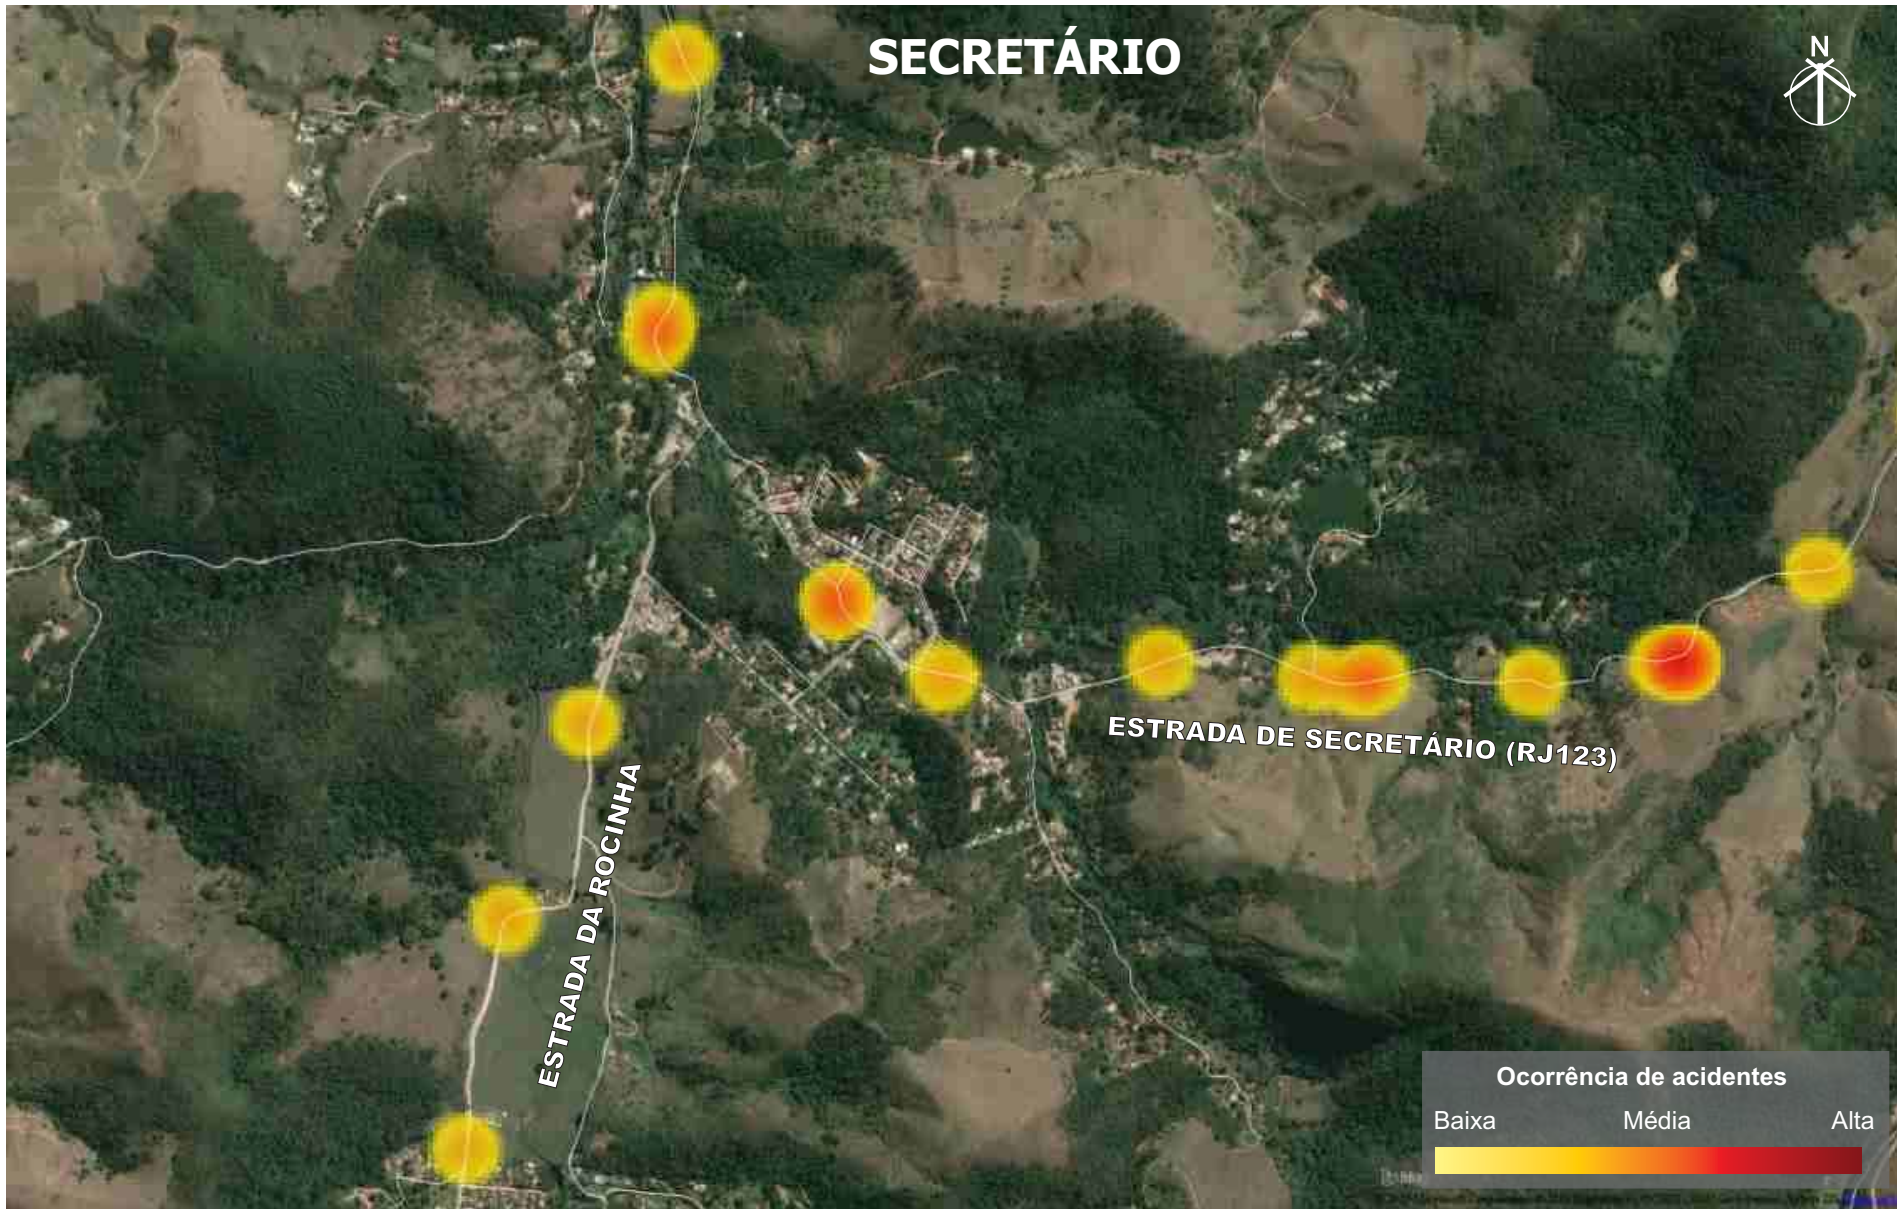 SECRETÁRIO
N
ESTRADA DE SECRETÁRIO (RJ123)
ESTRADA DA ROCINHA
Ocorrência de acidentes
Baixa Média Alta